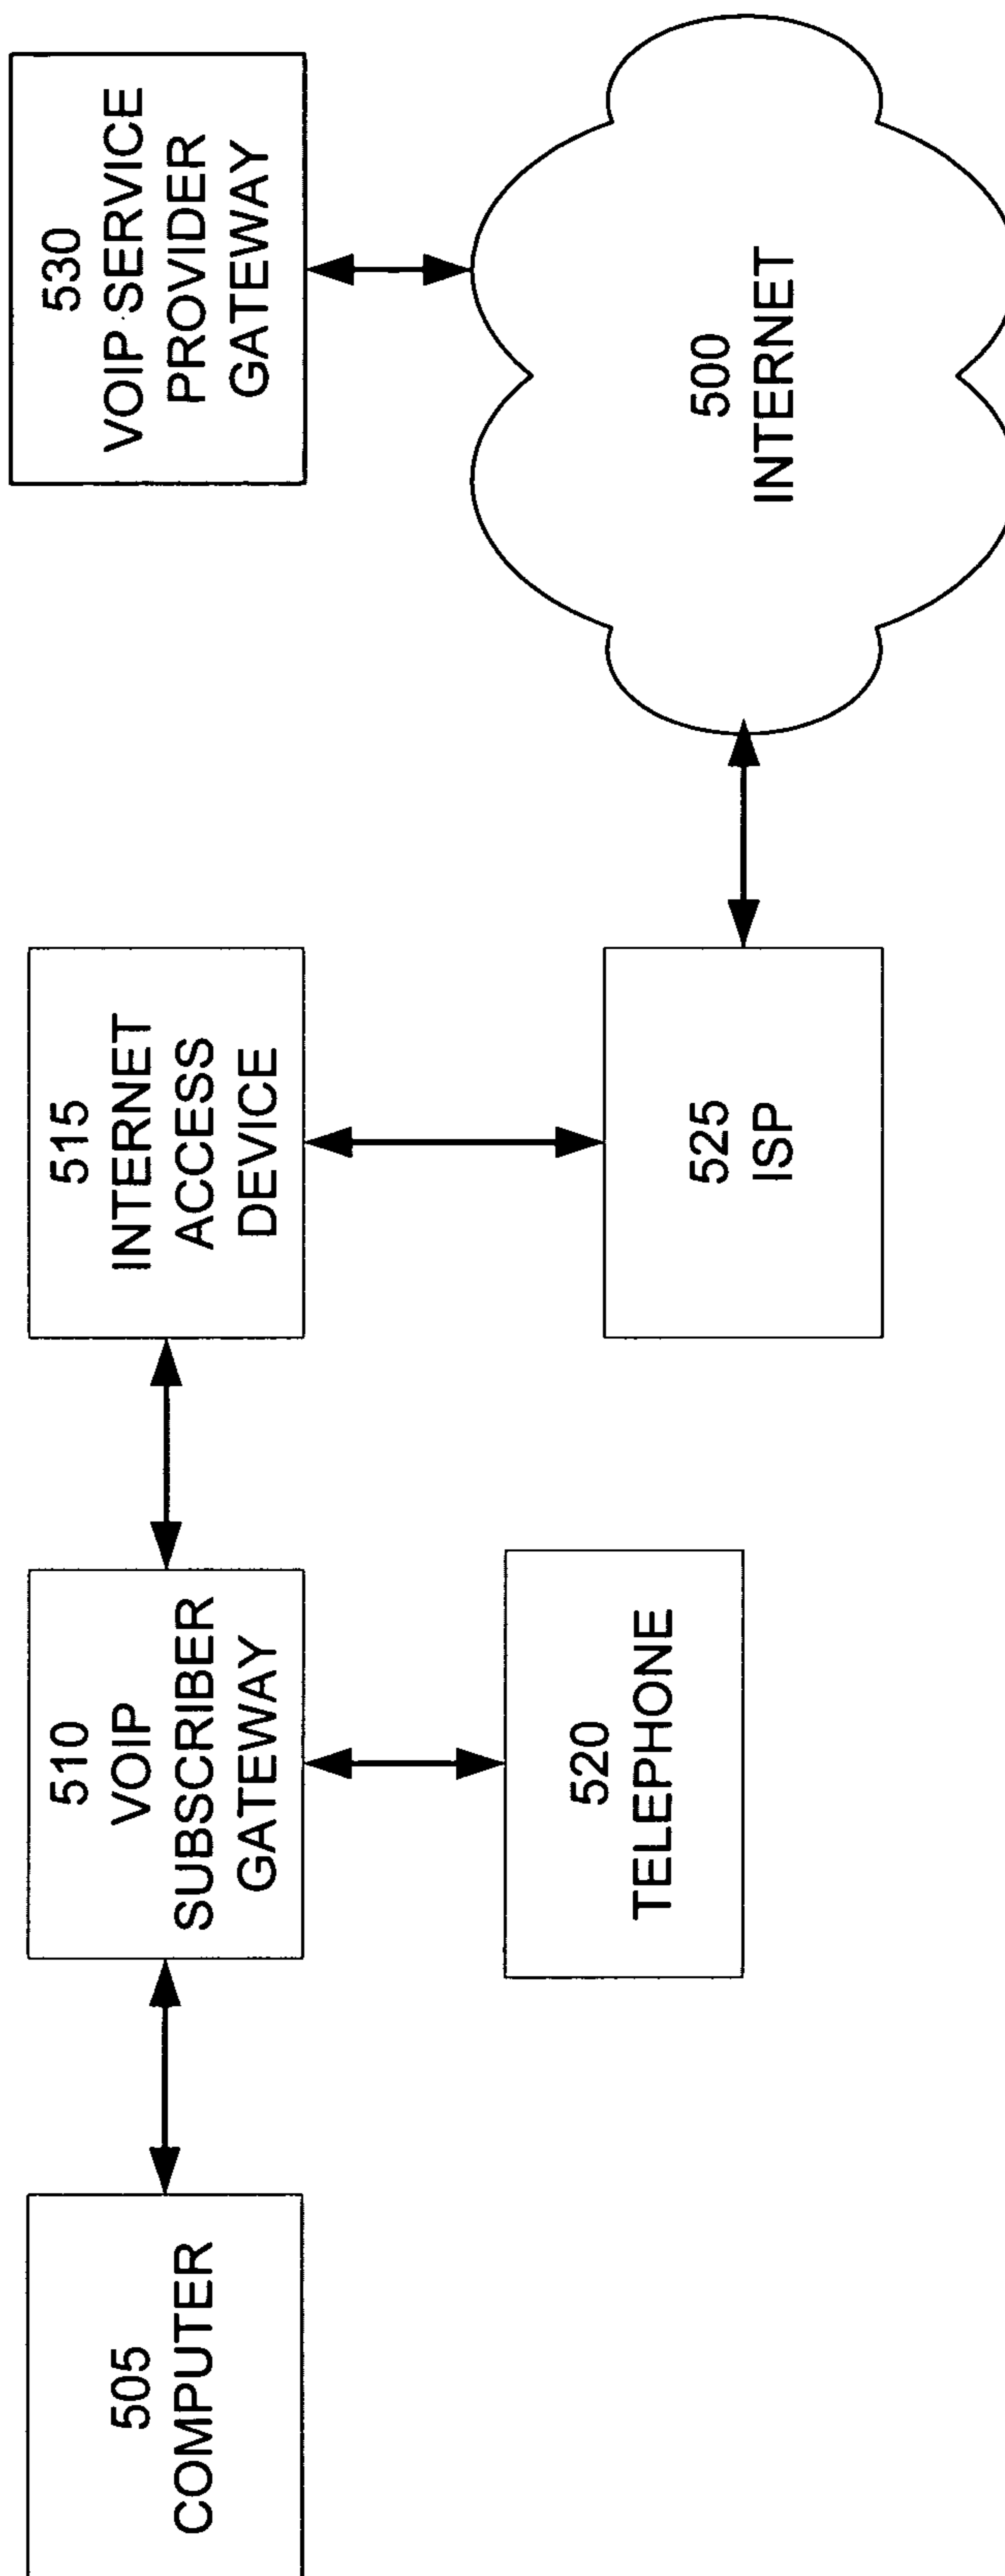 505
COMPUTER
510
VOIP
SUBSCRIBER
GATEWAY
515
INTERNET
ACCESS
DEVICE
530
VOIP SERVICE
PROVIDER
GATEWAY
520
TELEPHONE
525
ISP
500
INTERNET